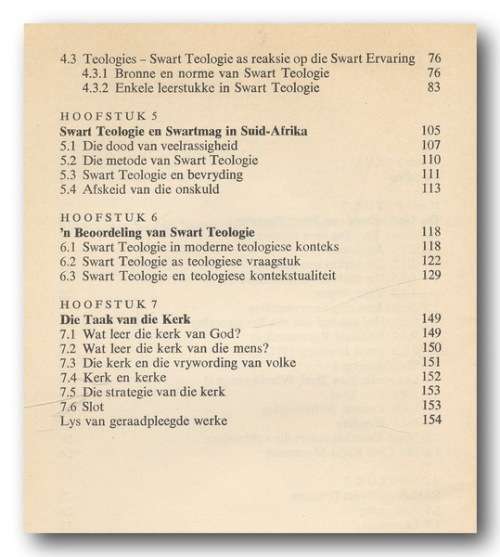 4.3 Teologies – Swart Teologie as reaksie op die Swart Ervaring 76
4.3.1 Bronne en norme van Swart Teologie 76
4.3.2 Enkele leerstukke in Swart Teologie 83
HOOFSTUK 5
Swart Teologie en Swartmag in Suid-Afrika 105
5.1 Die dood van veelrassigheid 107
5.2 Die metode van Swart Teologie 110
5.3 Swart Teologie en bevryding 111
5.4 Afskeid van die onskuld 113
HOOFSTUK 6
'n Beoordeling van Swart Teologie 118
6.1 Swart Teologie in moderne teologiese konteks 118
6.2 Swart Teologie as teologiese vraagstuk 122
6.3 Swart Teologie en teologiese kontekstualiteit 129
HOOFSTUK 7
Die Taak van die Kerk 149
7.1 Wat leer die kerk van God? 149
7.2 Wat leer die kerk van die mens? 150
7.3 Die kerk en die vrywording van volke 151
7.4 Kerk en kerke 152
7.5 Die strategie van die kerk 153
7.6 Slot 153
Lys van geraadpleegde werke 154